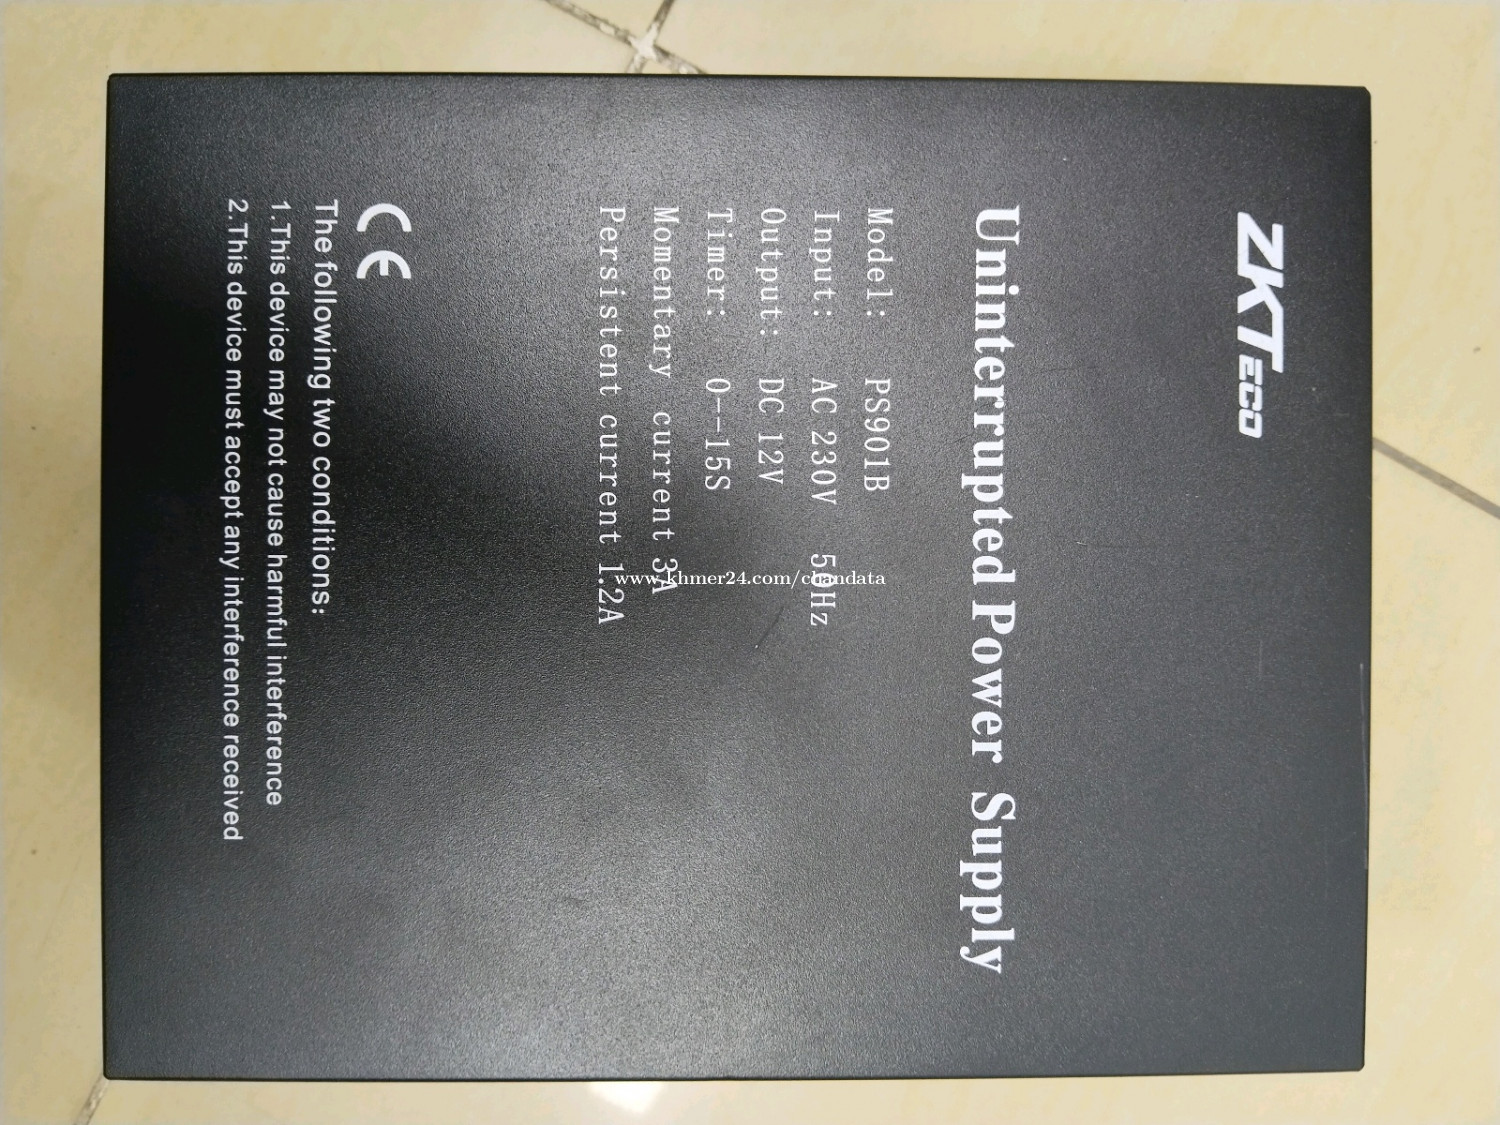 ZKTECO
Uninterrupted Power Supply
Model: PS901B
Input: AC 230V 50Hz
Output: DC 12V
Timer: 0--15S
Momentary current 3A
Persistent current 1.2A
CE
The following two conditions:
1.This device may not cause harmful interference
2.This device must accept any interference received
www.khmer24.com/chandata